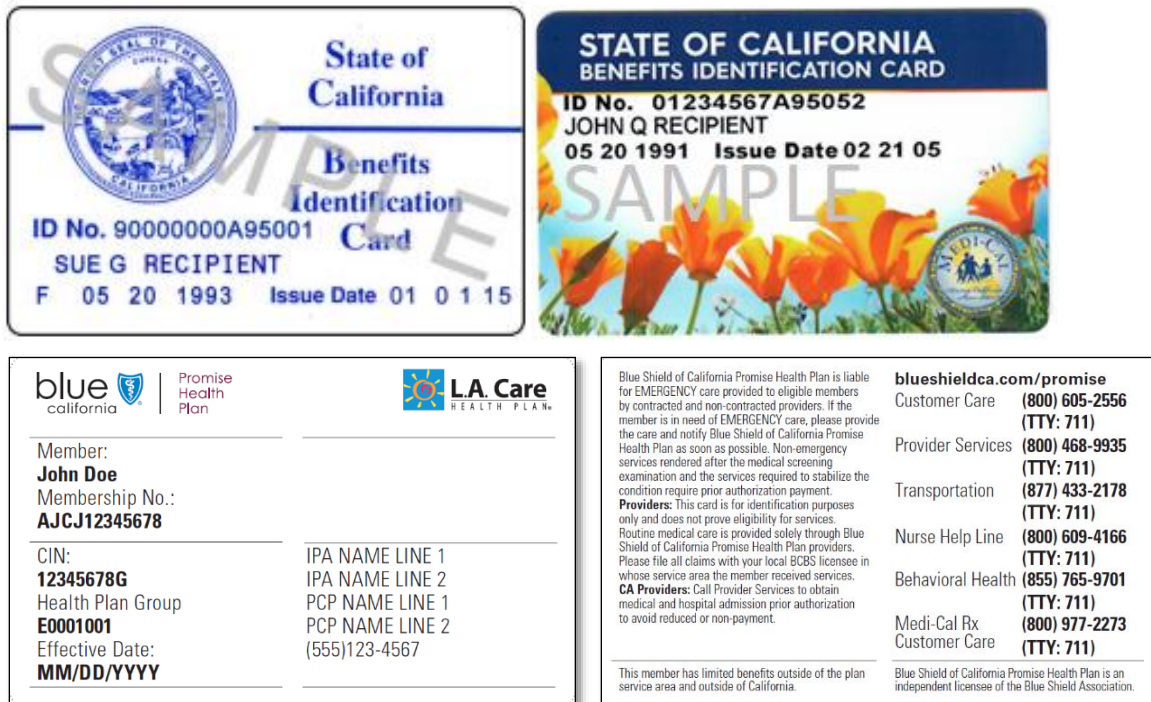 THE GREAT SEAL OF THE STATE OF
EUREKA
CALIFORNIA
SAMPLE
State of
California
Benefits
Identification
Card
ID No. 90000000A95001
SUE G RECIPIENT
F 05 20 1993 Issue Date 01 0 1 15
STATE OF CALIFORNIA
BENEFITS IDENTIFICATION CARD
ID No. 01234567A95052
JOHN Q RECIPIENT
05 20 1991 Issue Date 02 21 05
SAMPLE
MEDI-CAL
blue
california
Promise
Health
Plan
L.A. Care
HEALTH PLAN®
Member:
John Doe
Membership No.:
AJCJ12345678
CIN:
12345678G
Health Plan Group
E0001001
Effective Date:
MM/DD/YYYY
IPA NAME LINE 1
IPA NAME LINE 2
PCP NAME LINE 1
PCP NAME LINE 2
(555)123-4567
Blue Shield of California Promise Health Plan is liable
for EMERGENCY care provided to eligible members
by contracted and non-contracted providers. If the
member is in need of EMERGENCY care, please provide
the care and notify Blue Shield of California Promise
Health Plan as soon as possible. Non-emergency
services rendered after the medical screening
examination and the services required to stabilize the
condition require prior authorization payment.
Providers: This card is for identification purposes
only and does not prove eligibility for services.
Routine medical care is provided solely through Blue
Shield of California Promise Health Plan providers.
Please file all claims with your local BCBS licensee in
whose service area the member received services.
CA Providers: Call Provider Services to obtain
medical and hospital admission prior authorization
to avoid reduced or non-payment.
This member has limited benefits outside of the plan
service area and outside of California.
blueshieldca.com/promise
Customer Care (800) 605-2556
(TTY: 711)
Provider Services (800) 468-9935
(TTY: 711)
Transportation (877) 433-2178
(TTY: 711)
Nurse Help Line (800) 609-4166
(TTY: 711)
Behavioral Health (855) 765-9701
(TTY: 711)
Medi-Cal Rx (800) 977-2273
Customer Care (TTY: 711)
Blue Shield of California Promise Health Plan is an
independent licensee of the Blue Shield Association.